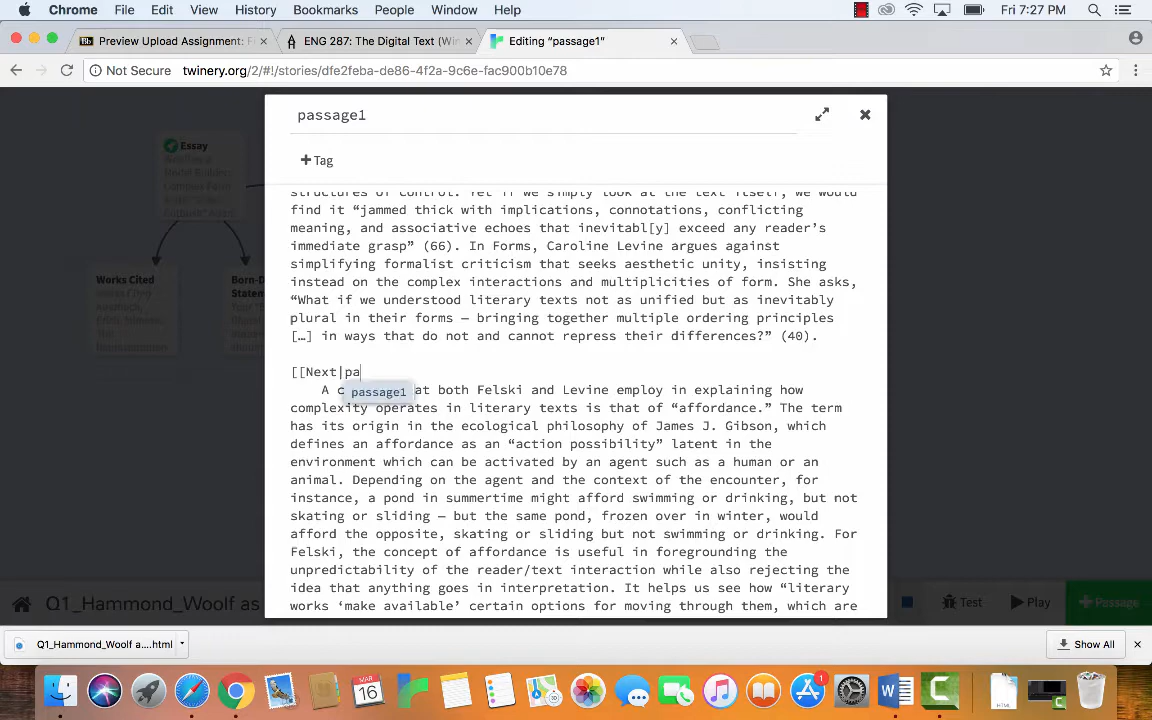 Chrome File Edit View History Bookmarks People Window Help Fri 7:27 PM
Bb Preview Upload Assignment: F ENG 287: The Digital Text (Win Editing “passage1”
Not Secure twinery.org/2/#!/stories/dfe2feba-de86-4f2a-9c6e-fac900b10e78
passage1
+ Tag
structures of control. Yet if we simply look at the text itself, we would
find it “jammed thick with implications, connotations, conflicting
meaning, and associative echoes that inevitabl[y] exceed any reader’s
immediate grasp” (66). In Forms, Caroline Levine argues against
simplifying formalist criticism that seeks aesthetic unity, insisting
instead on the complex interactions and multiplicities of form. She asks,
“What if we understood literary texts not as unified but as inevitably
plural in their forms — bringing together multiple ordering principles
[…] in ways that do not and cannot repress their differences?” (40).
[[Next|pa
passage1
A c at both Felski and Levine employ in explaining how
complexity operates in literary texts is that of “affordance.” The term
has its origin in the ecological philosophy of James J. Gibson, which
defines an affordance as an “action possibility” latent in the
environment which can be activated by an agent such as a human or an
animal. Depending on the agent and the context of the encounter, for
instance, a pond in summertime might afford swimming or drinking, but not
skating or sliding — but the same pond, frozen over in winter, would
afford the opposite, skating or sliding but not swimming or drinking. For
Felski, the concept of affordance is useful in foregrounding the
unpredictability of the reader/text interaction while also rejecting the
idea that anything goes in interpretation. It helps us see how “literary
works ‘make available’ certain options for moving through them, which are
Essay
Works Cited
Born-D
Staten
Q1_Hammond_Woolf as
Test Play +Passage
Q1_Hammond_Woolf a....html
Show All
MAR
16
1
HTML